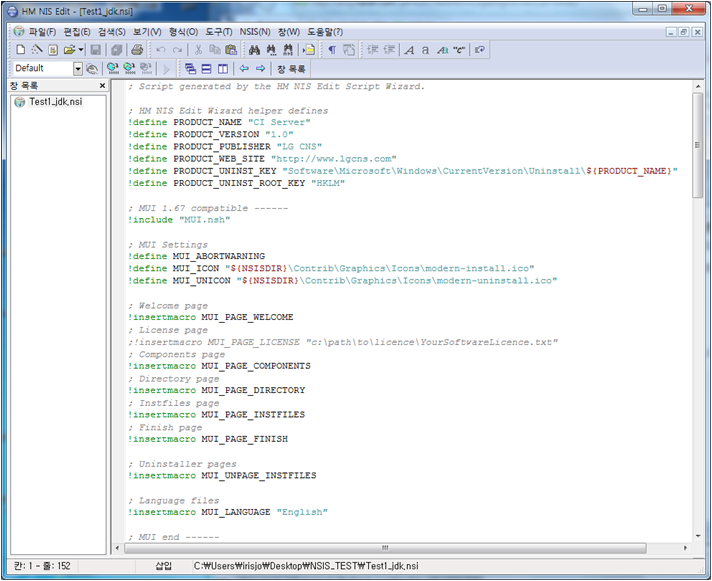 HM NIS Edit - [Test1_jdk.nsi]
파일(F) 편집(E) 검색(S) 보기(V) 형식(O) 도구(T) NSIS(N) 창(W) 도움말(?)
Default
창 목록
창 목록
Test1_jdk.nsi
; Script generated by the HM NIS Edit Script Wizard.
; HM NIS Edit Wizard helper defines
!define PRODUCT_NAME "CI Server"
!define PRODUCT_VERSION "1.0"
!define PRODUCT_PUBLISHER "LG CNS"
!define PRODUCT_WEB_SITE "http://www.lgcns.com"
!define PRODUCT_UNINST_KEY "Software\Microsoft\Windows\CurrentVersion\Uninstall\${PRODUCT_NAME}"
!define PRODUCT_UNINST_ROOT_KEY "HKLM"
; MUI 1.67 compatible ------
!include "MUI.nsh"
; MUI Settings
!define MUI_ABORTWARNING
!define MUI_ICON "${NSISDIR}\Contrib\Graphics\Icons\modern-install.ico"
!define MUI_UNICON "${NSISDIR}\Contrib\Graphics\Icons\modern-uninstall.ico"
; Welcome page
!insertmacro MUI_PAGE_WELCOME
; License page
;!insertmacro MUI_PAGE_LICENSE "c:\path\to\licence\YourSoftwareLicence.txt"
; Components page
!insertmacro MUI_PAGE_COMPONENTS
; Directory page
!insertmacro MUI_PAGE_DIRECTORY
; Instfiles page
!insertmacro MUI_PAGE_INSTFILES
; Finish page
!insertmacro MUI_PAGE_FINISH
; Uninstaller pages
!insertmacro MUI_UNPAGE_INSTFILES
; Language files
!insertmacro MUI_LANGUAGE "English"
; MUI end ------
칸: 1 - 줄: 152 삽입 C:₩Users₩irisjo₩Desktop₩NSIS_TEST₩Test1_jdk.nsi